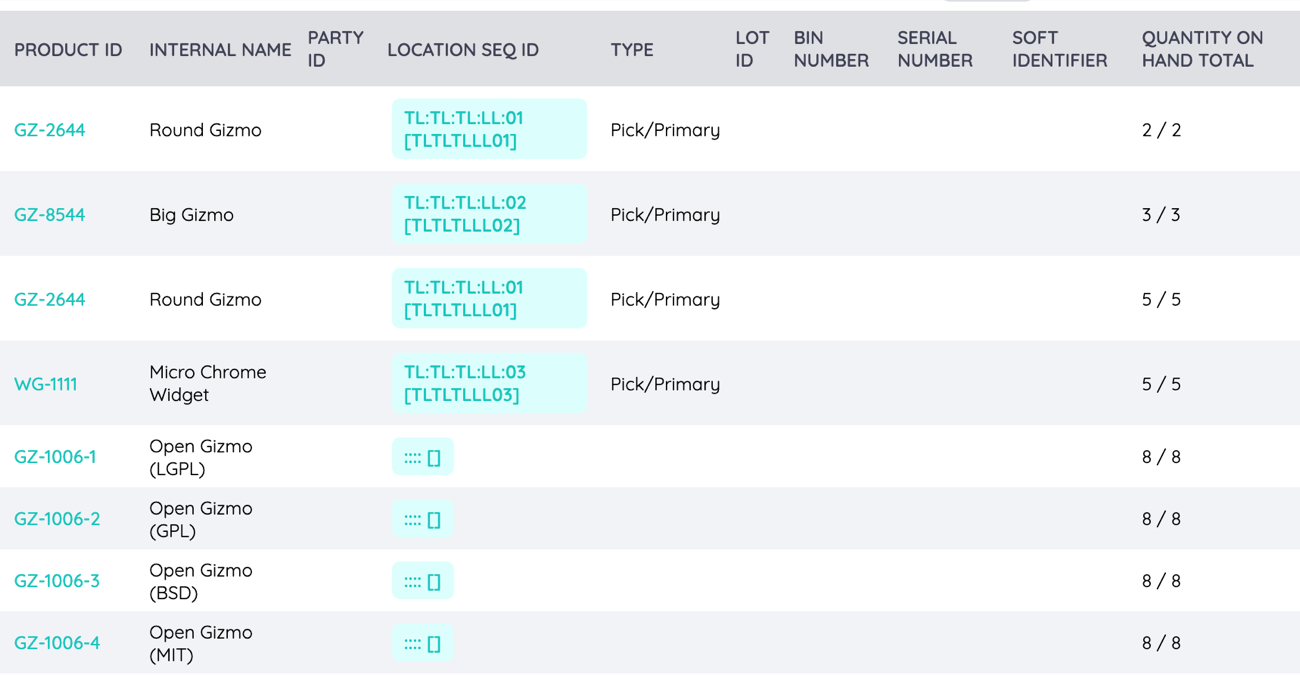 PRODUCT ID INTERNAL NAME PARTY ID LOCATION SEQ ID TYPE LOT ID BIN NUMBER SERIAL NUMBER SOFT IDENTIFIER QUANTITY ON HAND TOTAL
GZ-2644 Round Gizmo TL:TL:TL:LL:01 [TLTLTLLL01] Pick/Primary 2 / 2
GZ-8544 Big Gizmo TL:TL:TL:LL:02 [TLTLTLLL02] Pick/Primary 3 / 3
GZ-2644 Round Gizmo TL:TL:TL:LL:01 [TLTLTLLL01] Pick/Primary 5 / 5
WG-1111 Micro Chrome Widget TL:TL:TL:LL:03 [TLTLTLLL03] Pick/Primary 5 / 5
GZ-1006-1 Open Gizmo (LGPL) :::: [] 8 / 8
GZ-1006-2 Open Gizmo (GPL) :::: [] 8 / 8
GZ-1006-3 Open Gizmo (BSD) :::: [] 8 / 8
GZ-1006-4 Open Gizmo (MIT) :::: [] 8 / 8